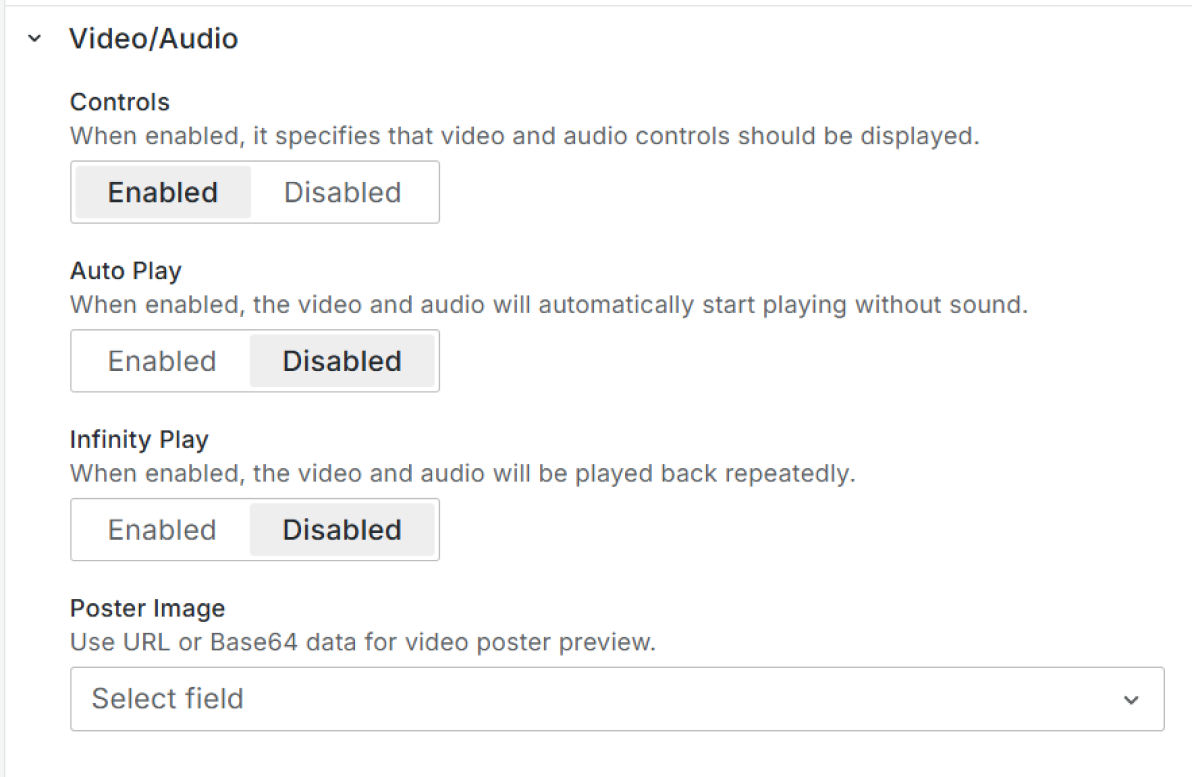 Video/Audio
Controls
When enabled, it specifies that video and audio controls should be displayed.
Enabled Disabled
Auto Play
When enabled, the video and audio will automatically start playing without sound.
Enabled Disabled
Infinity Play
When enabled, the video and audio will be played back repeatedly.
Enabled Disabled
Poster Image
Use URL or Base64 data for video poster preview.
Select field